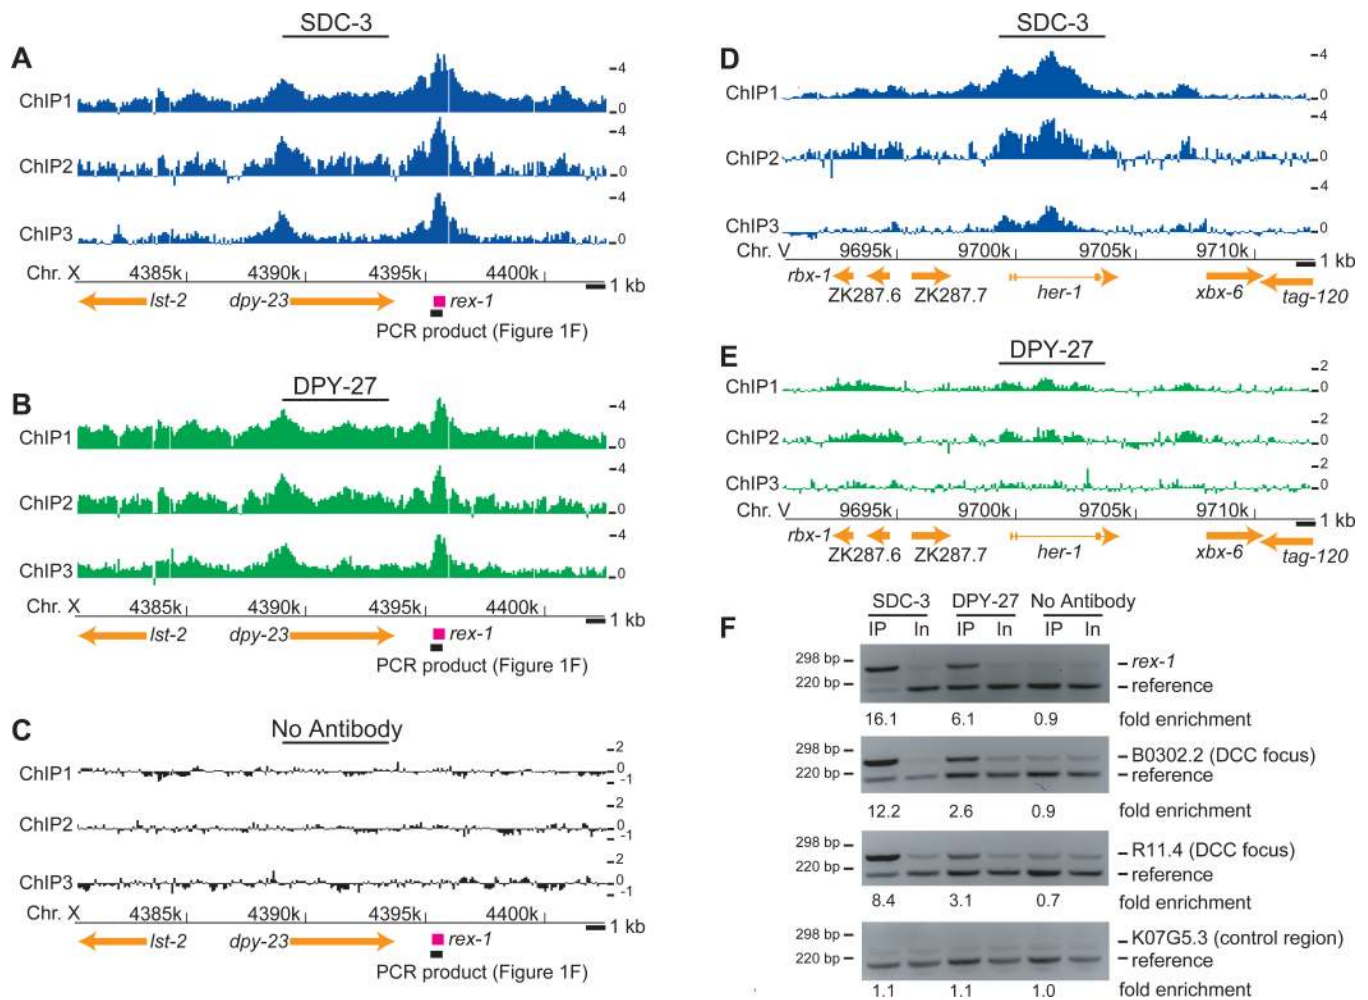 A
SDC-3
ChIP1
4
0
ChIP2
4
0
ChIP3
4
0
Chr. X 4385k 4390k 4395k 4400k
1 kb
lst-2 dpy-23 rex-1
PCR product (Figure 1F)
B
DPY-27
ChIP1
4
0
ChIP2
4
0
ChIP3
4
0
Chr. X 4385k 4390k 4395k 4400k
1 kb
lst-2 dpy-23 rex-1
PCR product (Figure 1F)
C
No Antibody
ChIP1
2
0
-1
ChIP2
2
0
-1
ChIP3
2
0
-1
Chr. X 4385k 4390k 4395k 4400k
1 kb
lst-2 dpy-23 rex-1
PCR product (Figure 1F)
D
SDC-3
ChIP1
4
0
ChIP2
4
0
ChIP3
4
0
Chr. V 9695k 9700k 9705k 9710k
1 kb
rbx-1 ZK287.6 ZK287.7 her-1 xbx-6 tag-120
E
DPY-27
ChIP1
2
0
ChIP2
2
0
ChIP3
2
0
Chr. V 9695k 9700k 9705k 9710k
1 kb
rbx-1 ZK287.6 ZK287.7 her-1 xbx-6 tag-120
F
SDC-3 DPY-27 No Antibody
IP In IP In IP In
298 bp rex-1
220 bp reference
16.1 6.1 0.9 fold enrichment
298 bp B0302.2 (DCC focus)
220 bp reference
12.2 2.6 0.9 fold enrichment
298 bp R11.4 (DCC focus)
220 bp reference
8.4 3.1 0.7 fold enrichment
298 bp K07G5.3 (control region)
220 bp reference
1.1 1.1 1.0 fold enrichment